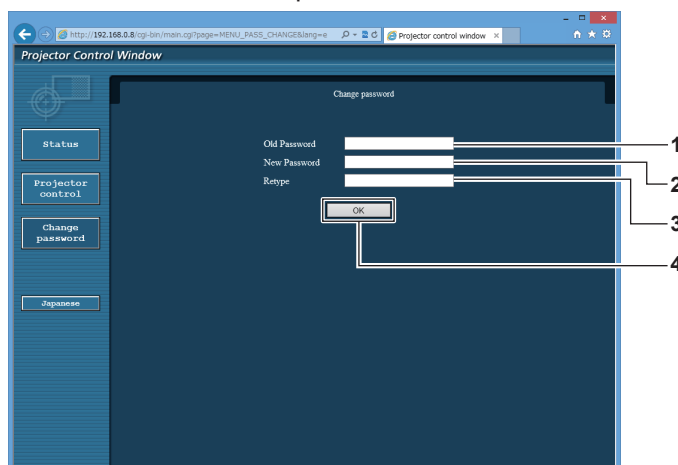 http://192.168.0.8/cgi-bin/main.cgi?page=MENU_PASS_CHANGE&lang=e
Projector control window
Projector Control Window
Change password
Status
Old Password
1
New Password
2
Projector
control
Retype
OK
3
Change
password
4
Japanese